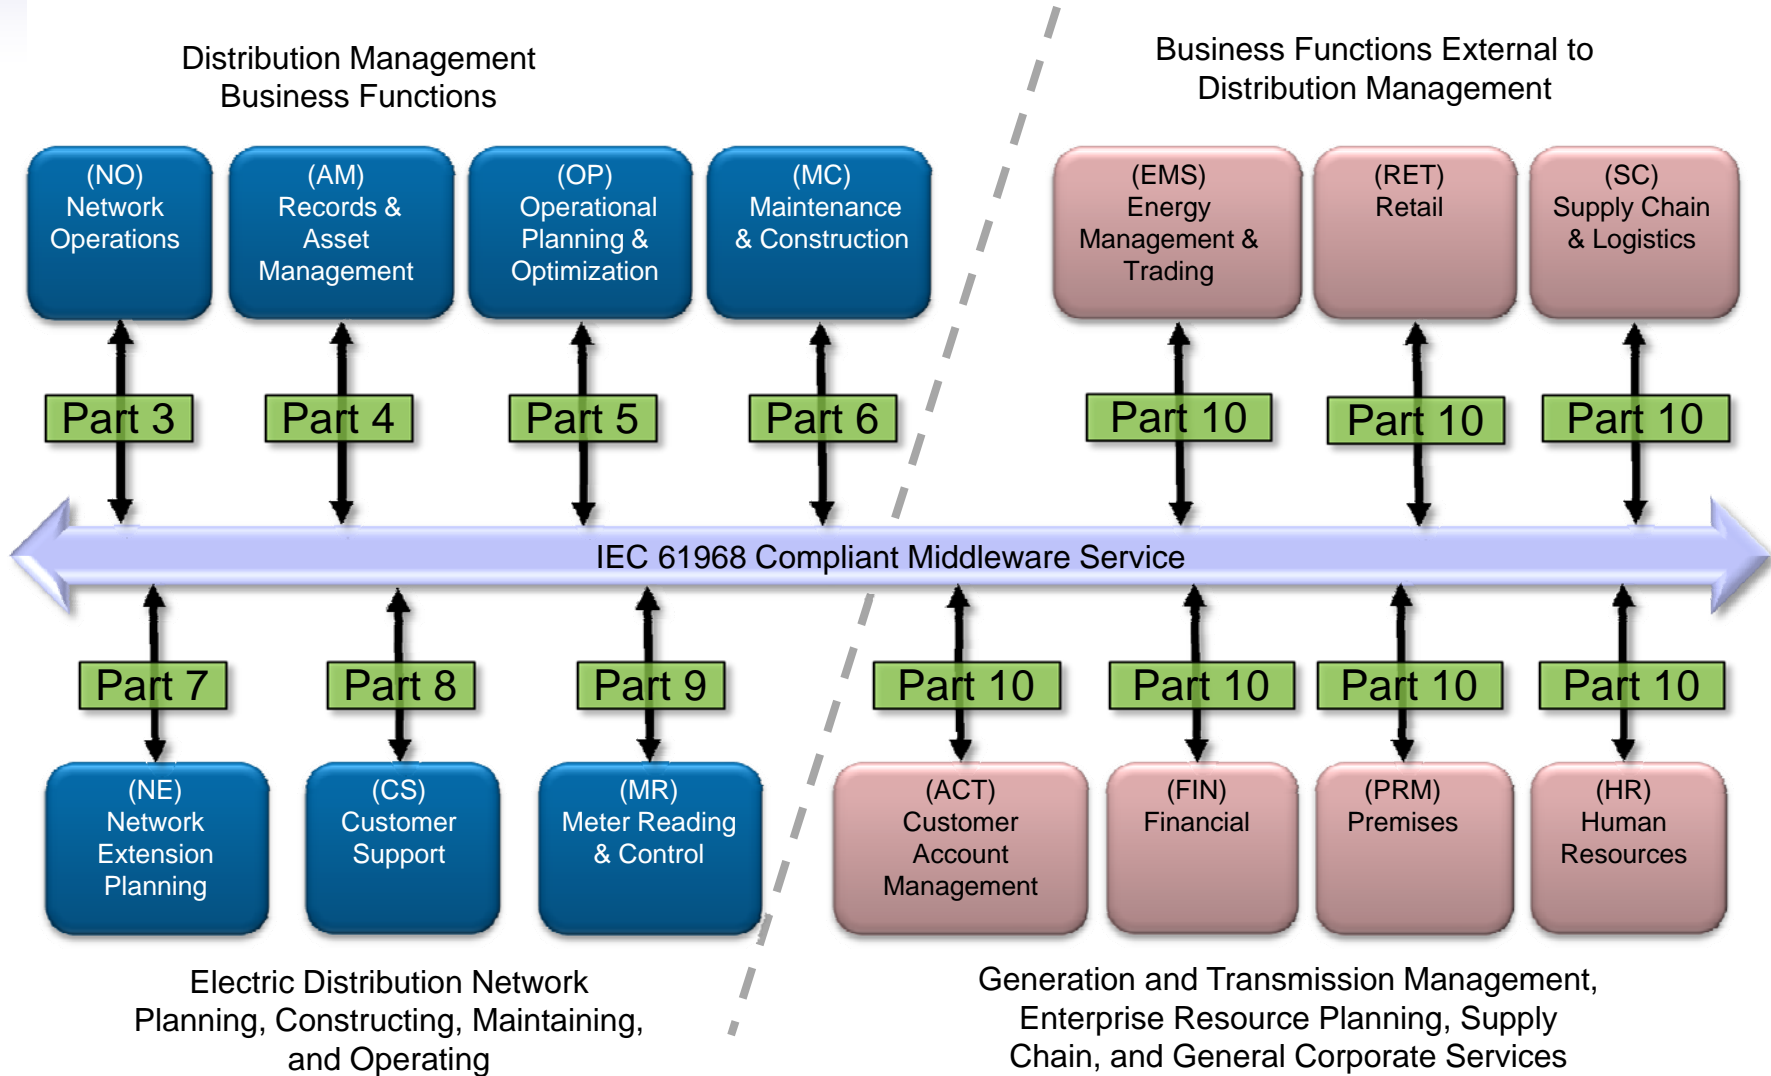 Distribution Management
Business Functions
Business Functions External to
Distribution Management
(NO)
Network
Operations
(AM)
Records &
Asset
Management
(OP)
Operational
Planning &
Optimization
(MC)
Maintenance
& Construction
(EMS)
Energy
Management &
Trading
(RET)
Retail
(SC)
Supply Chain
& Logistics
Part 3
Part 4
Part 5
Part 6
Part 10
Part 10
Part 10
IEC 61968 Compliant Middleware Service
Part 7
Part 8
Part 9
Part 10
Part 10
Part 10
Part 10
(NE)
Network
Extension
Planning
(CS)
Customer
Support
(MR)
Meter Reading
& Control
(ACT)
Customer
Account
Management
(FIN)
Financial
(PRM)
Premises
(HR)
Human
Resources
Electric Distribution Network
Planning, Constructing, Maintaining,
and Operating
Generation and Transmission Management,
Enterprise Resource Planning, Supply
Chain, and General Corporate Services